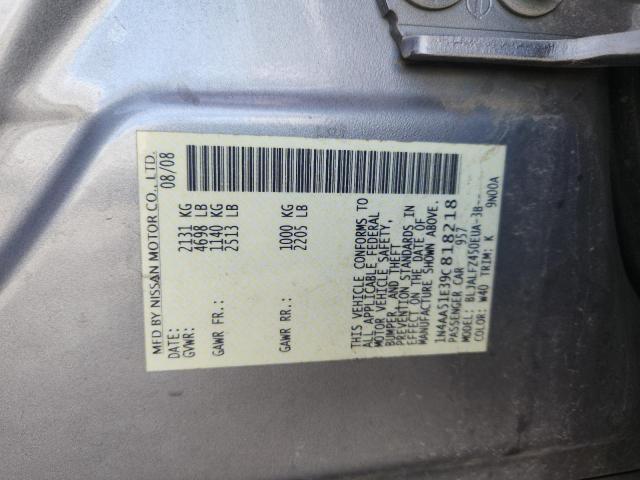 MFD BY NISSAN MOTOR CO., LTD.
DATE: 08/08
GVWR: 2131 KG
4698 LB
GAWR FR.: 1140 KG
2513 LB
GAWR RR.: 1000 KG
2205 LB
THIS VEHICLE CONFORMS TO
ALL APPLICABLE FEDERAL
MOTOR VEHICLE SAFETY,
BUMPER, AND THEFT
PREVENTION STANDARDS IN
EFFECT ON THE DATE OF
MANUFACTURE SHOWN ABOVE.
1N4AA51E39C818218
PASSENGER CAR 937
MODEL: BLJALFZ450EUA-3B--
COLOR: W40 TRIM: K 9N00A